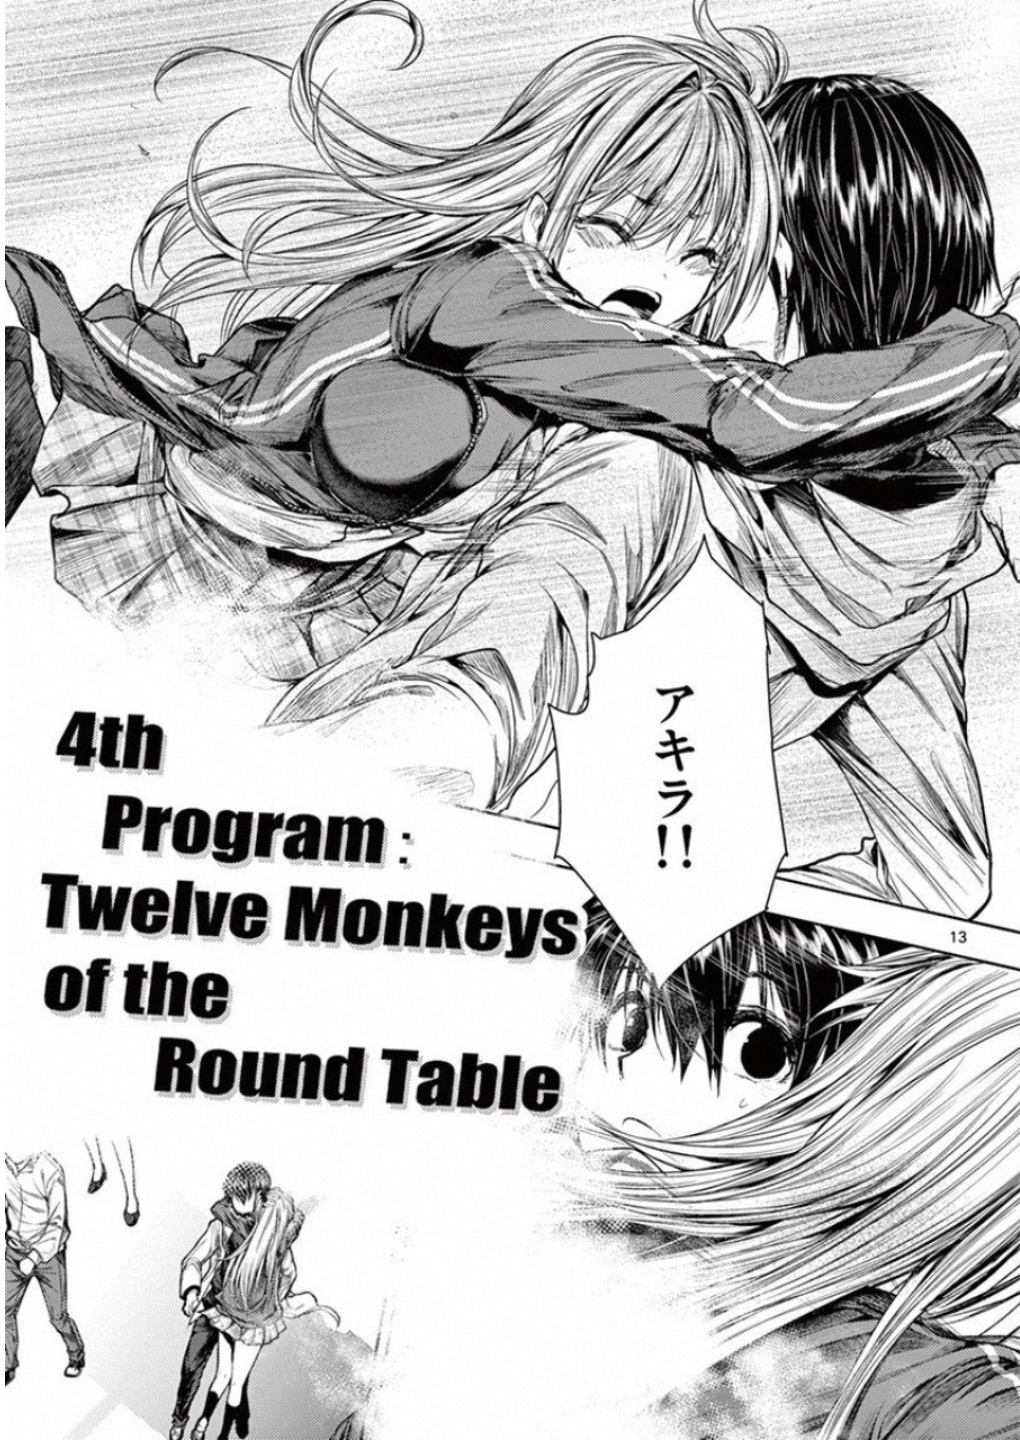 アキラ!!
4th
Program:
Twelve Monkeys
of the
Round Table
13